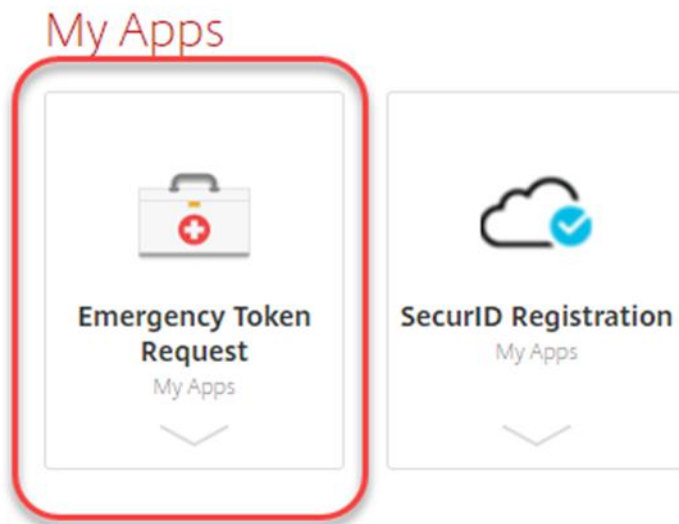 My Apps
Emergency Token
Request
My Apps
SecurID Registration
My Apps